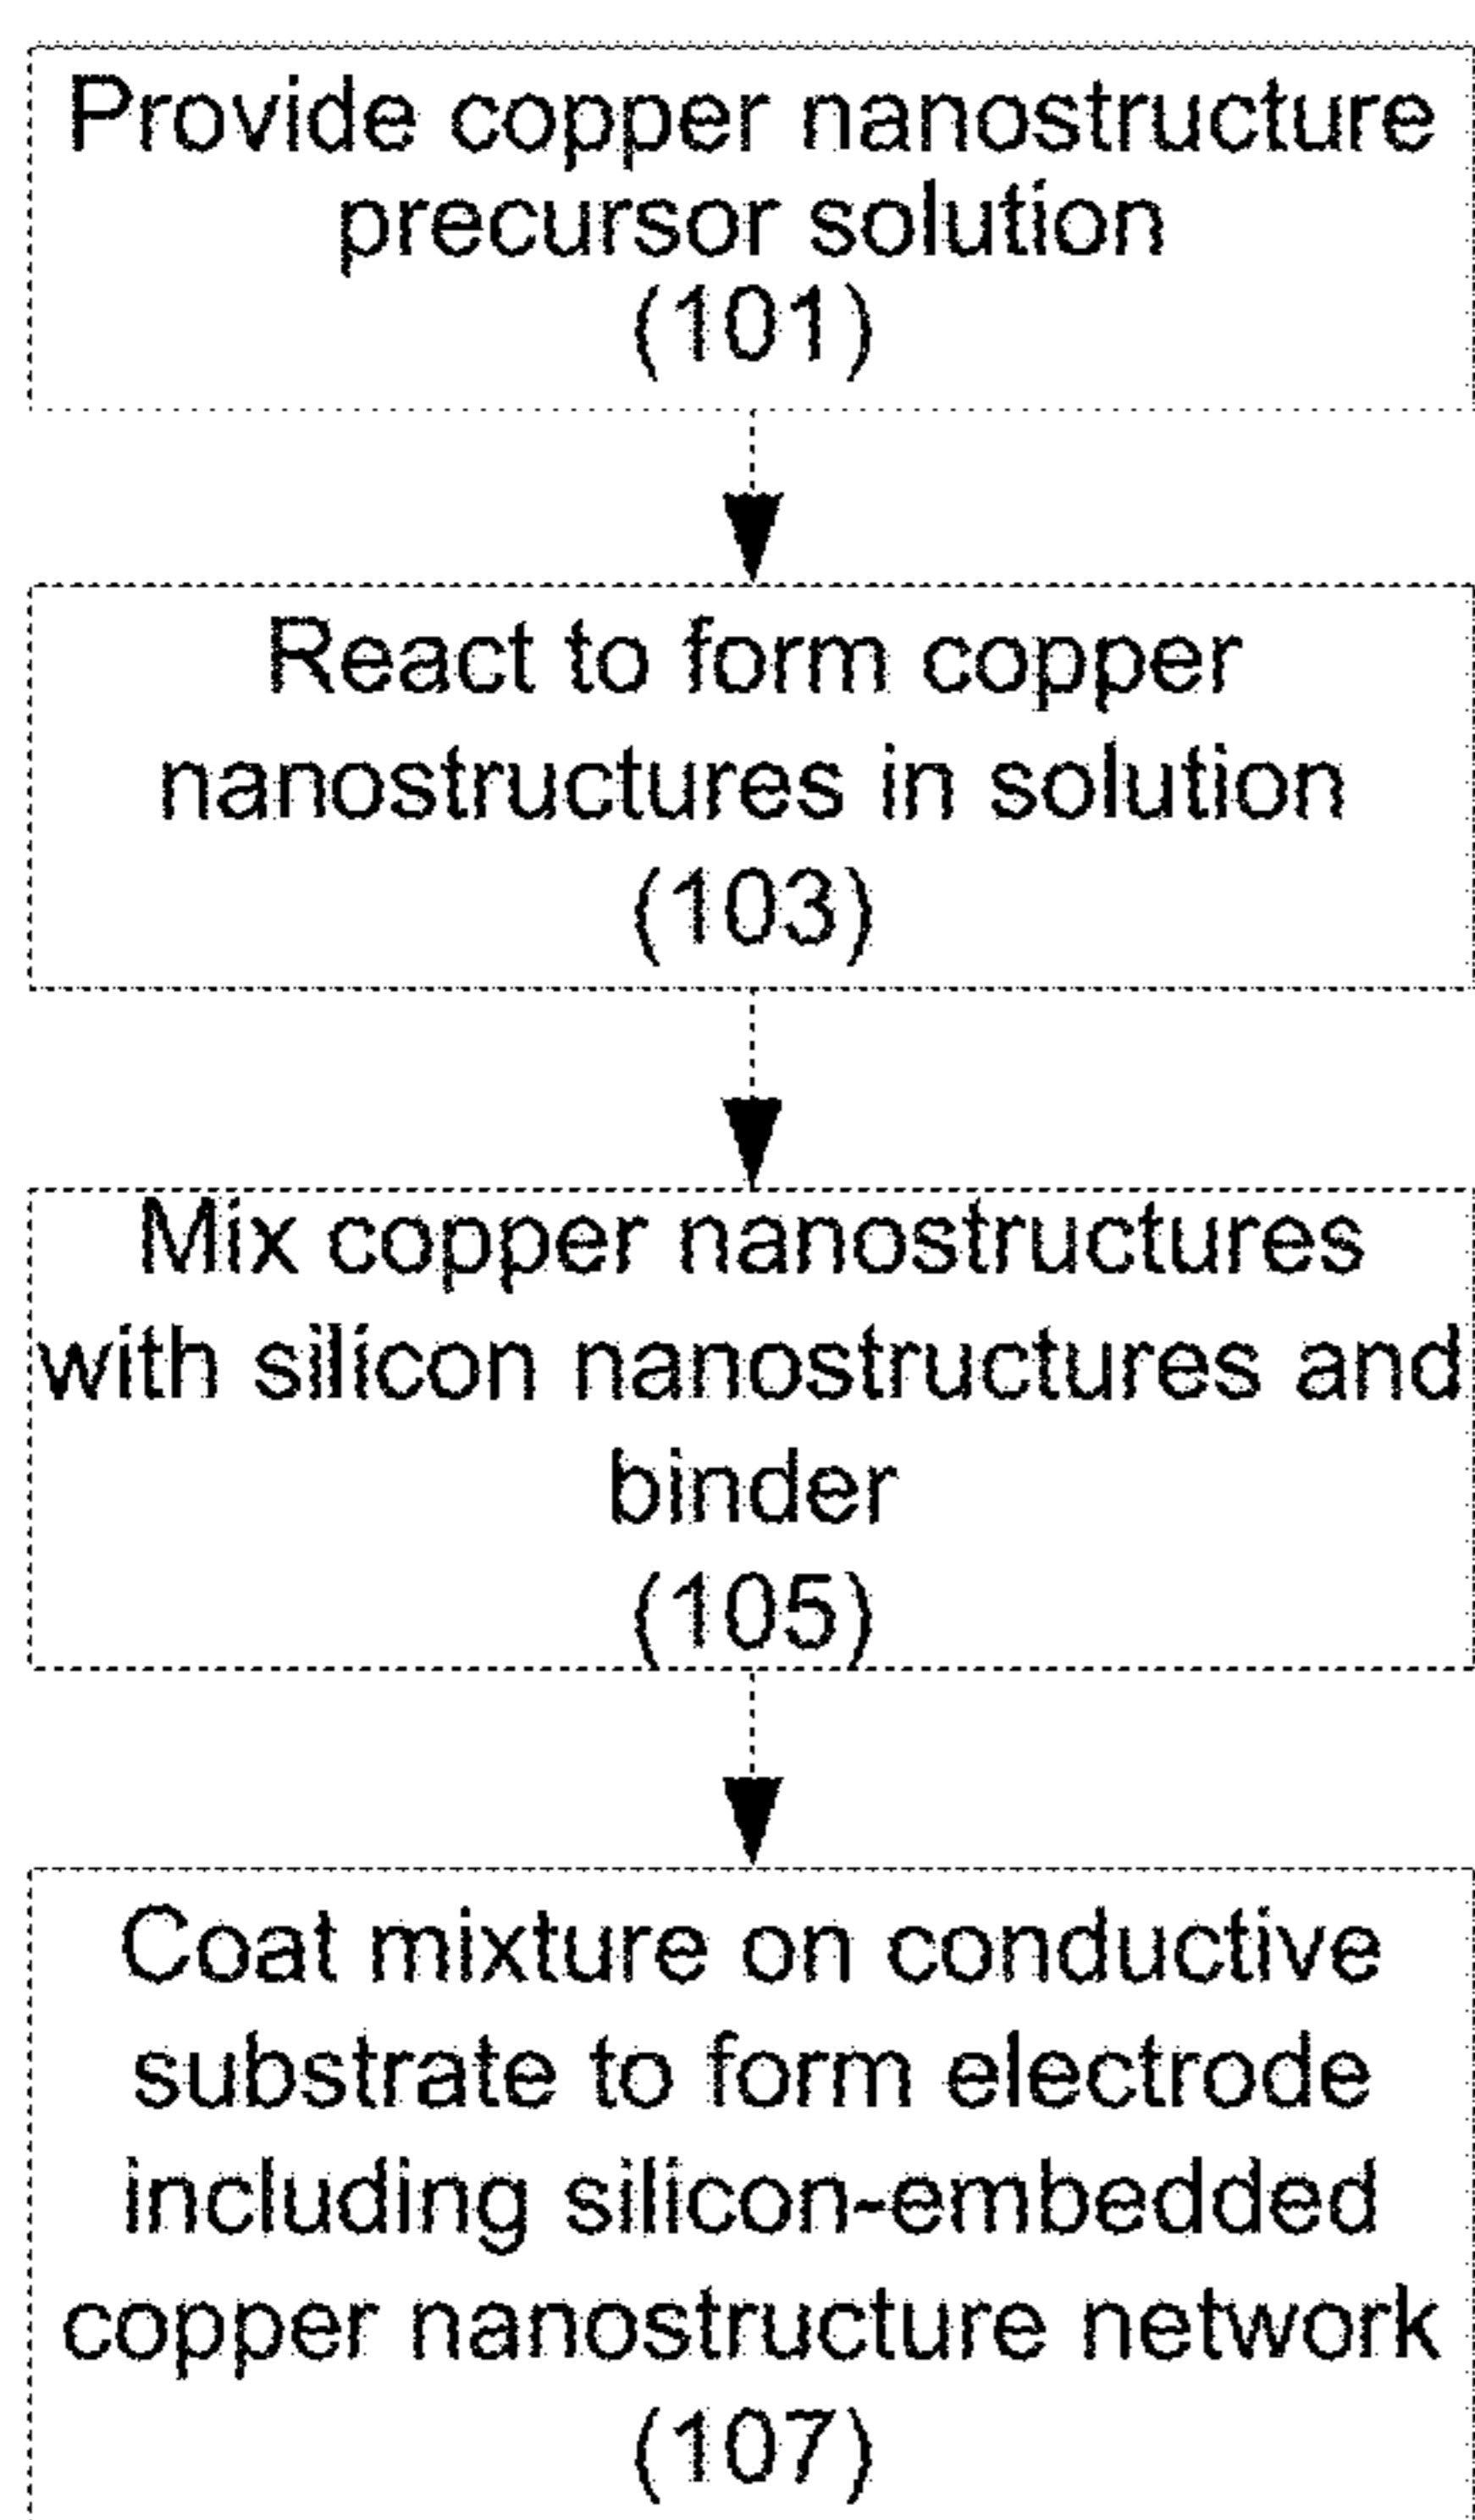 Provide copper nanostructure
precursor solution
(101)
React to form copper
nanostructures in solution
(103)
Mix copper nanostructures
with silicon nanostructures and
binder
(105)
Coat mixture on conductive
substrate to form electrode
including silicon-embedded
copper nanostructure network
(107)